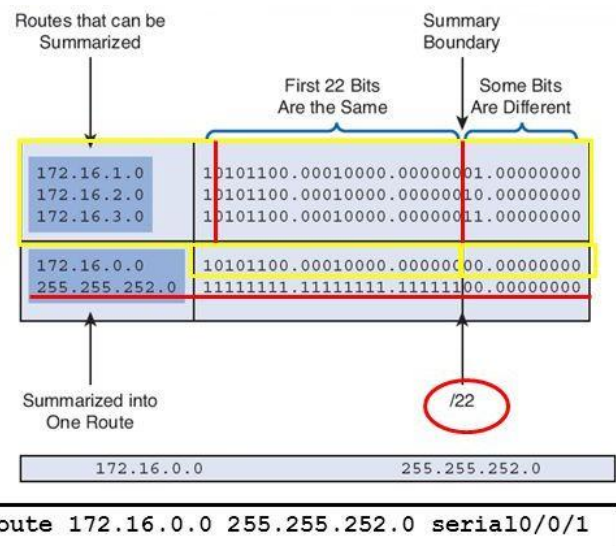 Routes that can be
Summarized
Summary
Boundary
First 22 Bits
Are the Same
Some Bits
Are Different
172.16.1.0 10101100.00010000.00000001.00000000
172.16.2.0 10101100.00010000.00000010.00000000
172.16.3.0 10101100.00010000.00000011.00000000
172.16.0.0 10101100.00010000.00000000.00000000
255.255.252.0 11111111.11111111.11111100.00000000
Summarized into
One Route
/22
172.16.0.0 255.255.252.0
oute 172.16.0.0 255.255.252.0 serial0/0/1